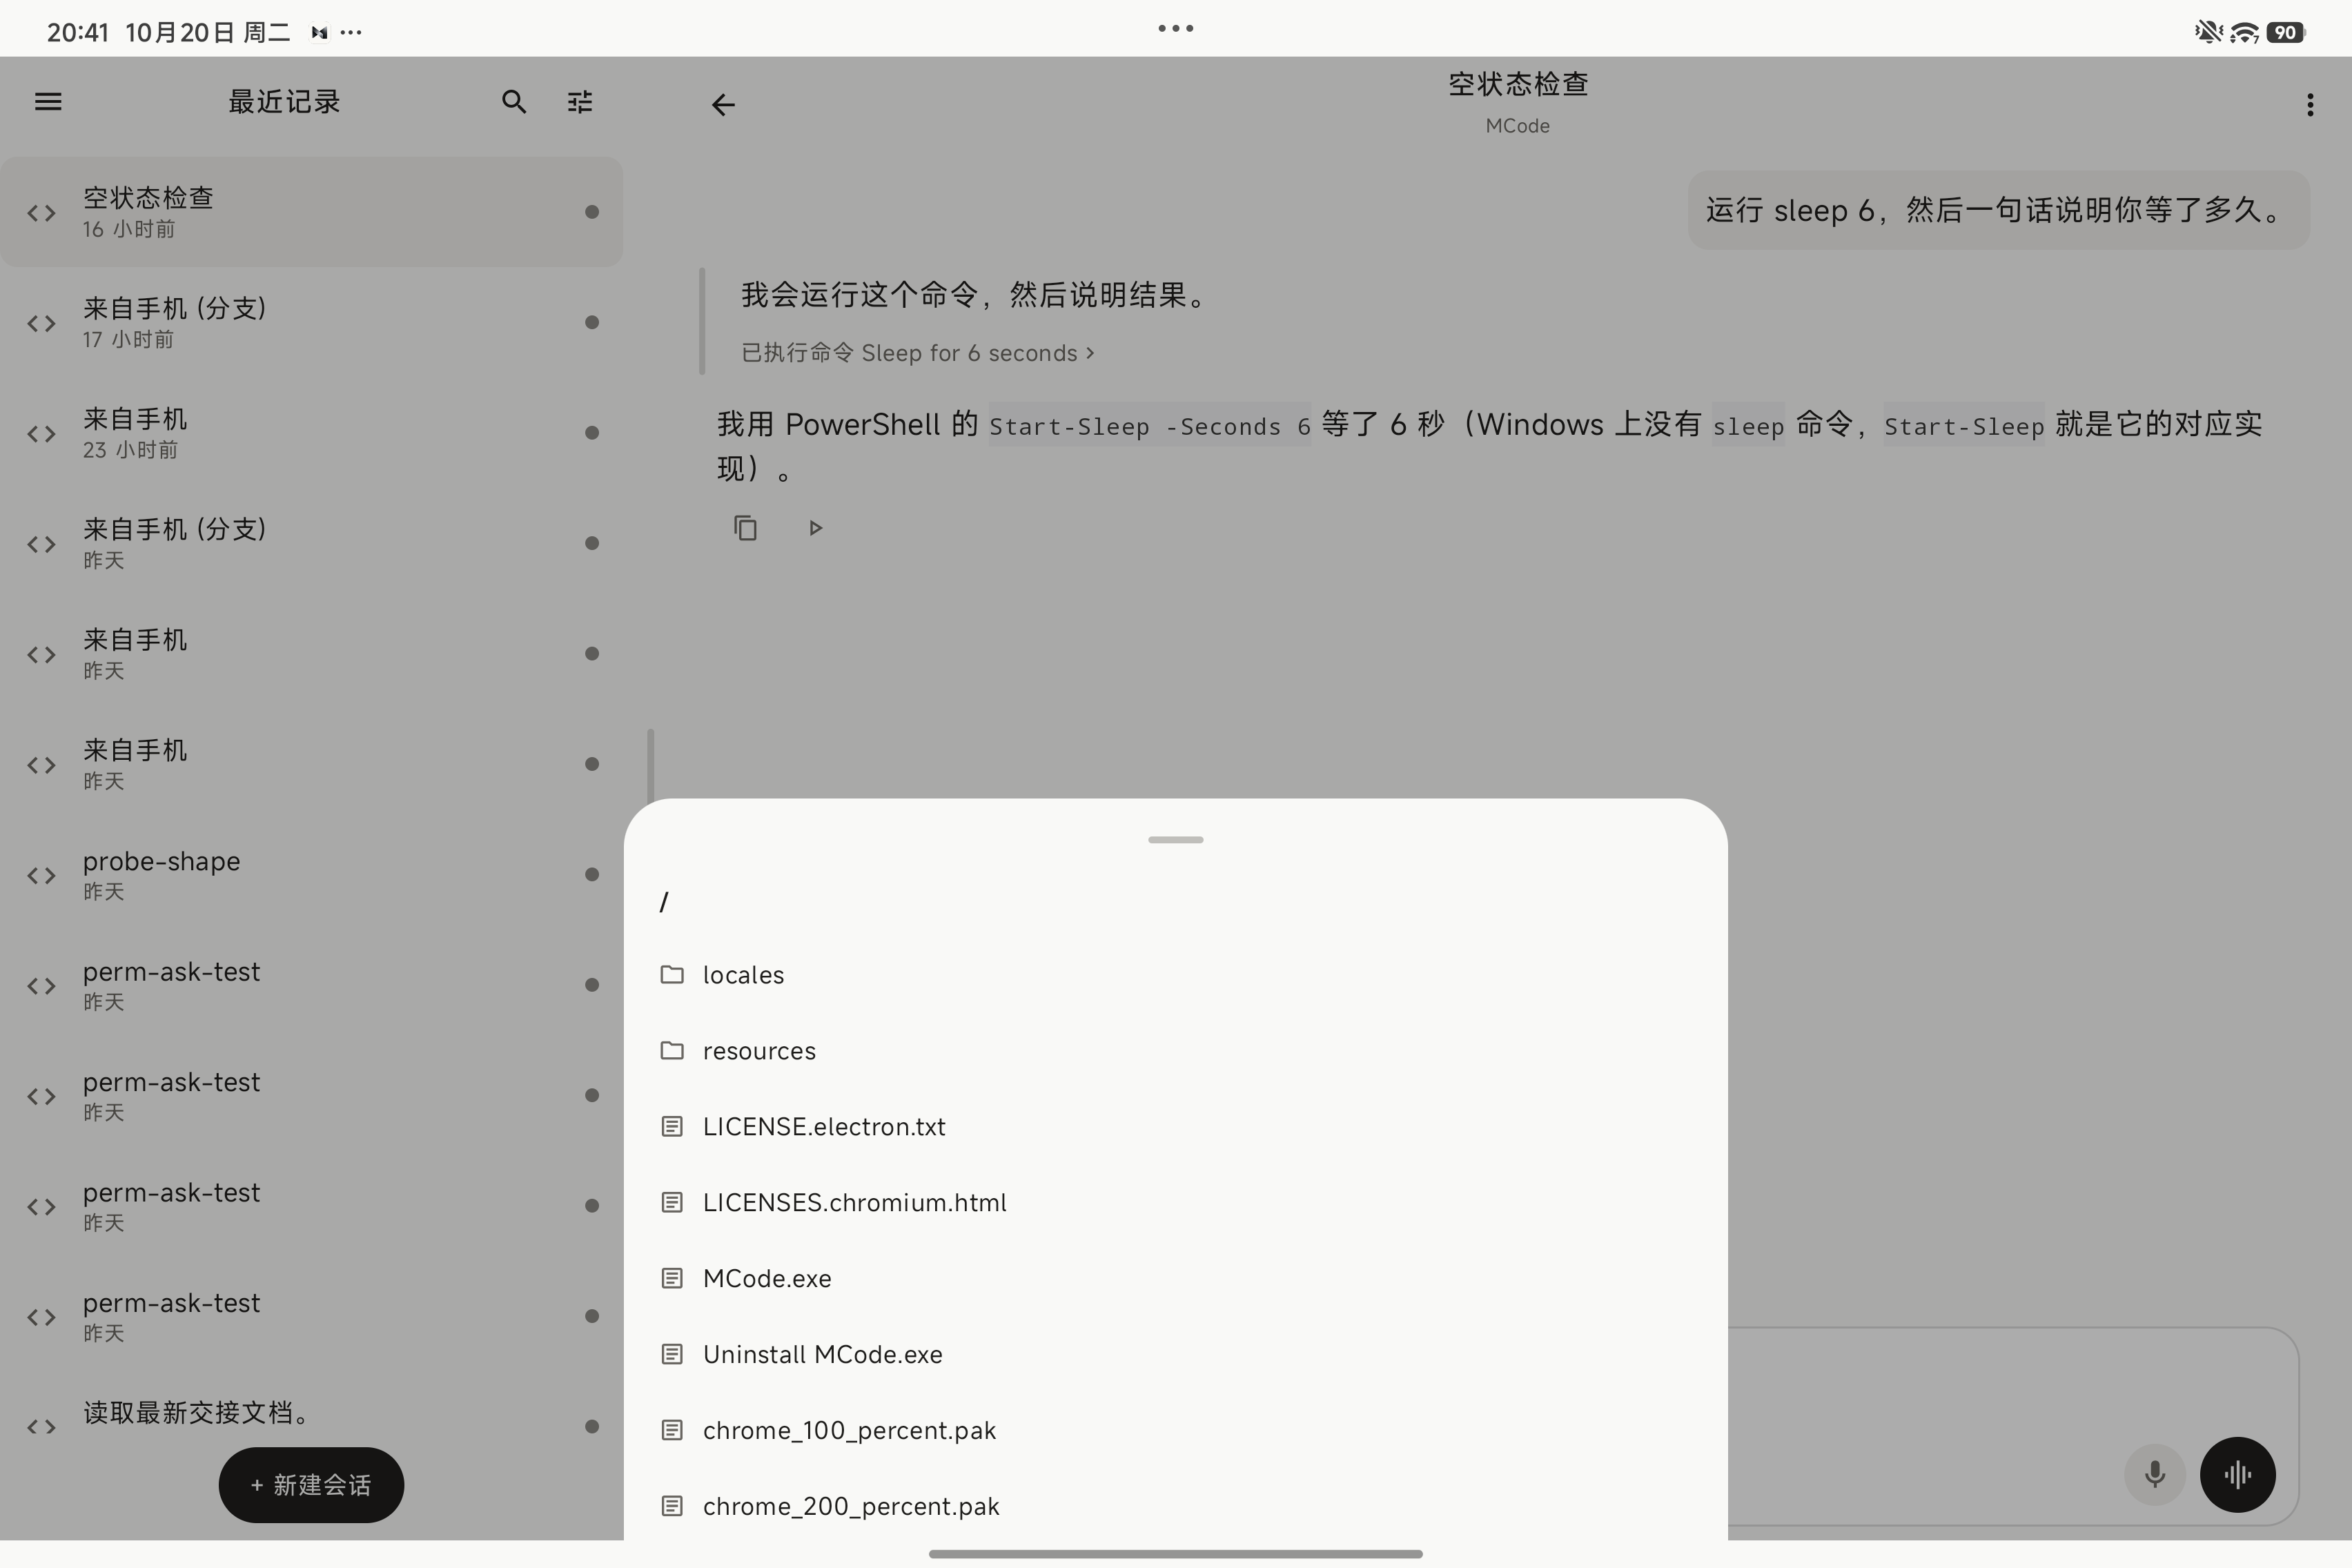 20:41 10月20日 周二
90
最近记录
空状态检查
16 小时前
来自手机 (分支)
17 小时前
来自手机
23 小时前
来自手机 (分支)
昨天
来自手机
昨天
来自手机
昨天
probe-shape
昨天
perm-ask-test
昨天
perm-ask-test
昨天
perm-ask-test
昨天
perm-ask-test
昨天
读取最新交接文档。
+ 新建会话
空状态检查
MCode
运行 sleep 6，然后一句话说明你等了多久。
我会运行这个命令，然后说明结果。
已执行命令 Sleep for 6 seconds
我用 PowerShell 的 Start-Sleep -Seconds 6 等了 6 秒（Windows 上没有 sleep 命令，Start-Sleep 就是它的对应实
现）。
/
locales
resources
LICENSE.electron.txt
LICENSES.chromium.html
MCode.exe
Uninstall MCode.exe
chrome_100_percent.pak
chrome_200_percent.pak